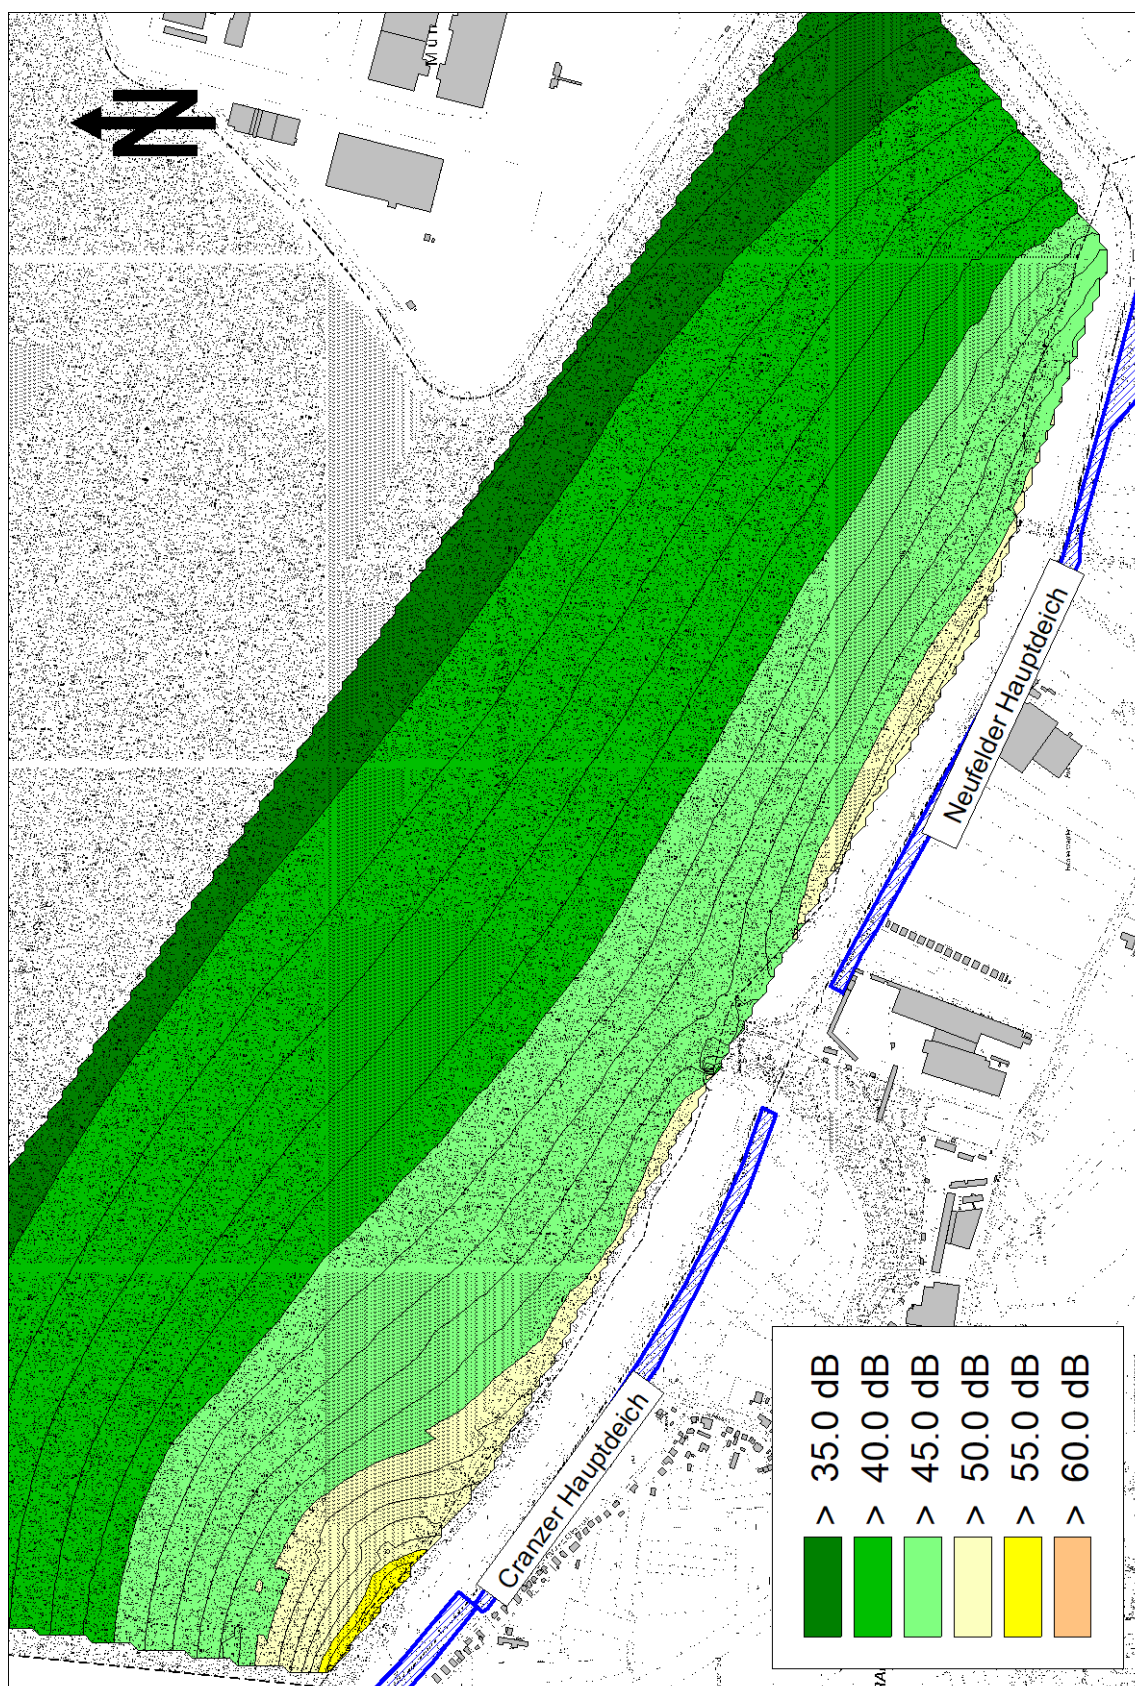 Mun
N
Neufelder Hauptdeich
Cranzer Hauptdeich
> 35.0 dB
> 40.0 dB
> 45.0 dB
> 50.0 dB
> 55.0 dB
> 60.0 dB